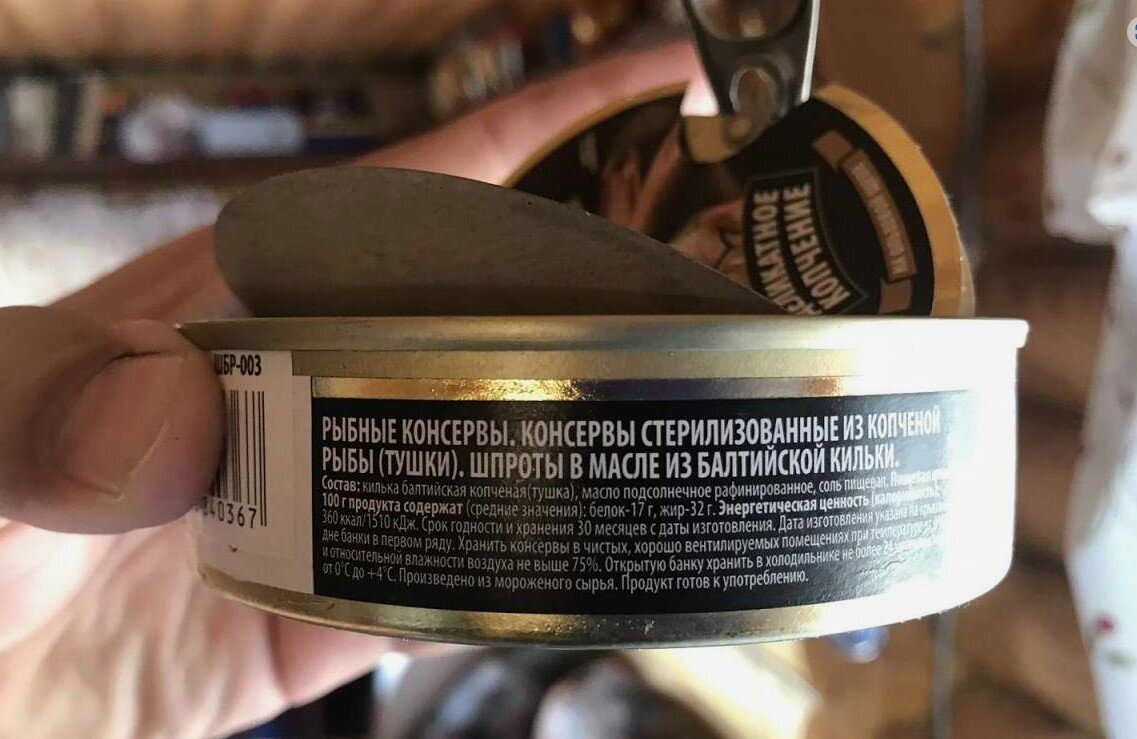 ДЕЛИКАТНОЕ
КОПЧЕНИЕ
ШБР-003
840367
РЫБНЫЕ КОНСЕРВЫ. КОНСЕРВЫ СТЕРИЛИЗОВАННЫЕ ИЗ КОПЧЕНОЙ
РЫБЫ (ТУШКИ). ШПРОТЫ В МАСЛЕ ИЗ БАЛТИЙСКОЙ КИЛЬКИ.
Состав: килька балтийская копченая(тушка), масло подсолнечное рафинированное, соль пищевая. Пищевая
100 г продукта содержат (средние значения): белок-17 г, жир-32 г. Энергетическая ценность (калорийность):
360 ккал/1510 кДж. Срок годности и хранения 30 месяцев с даты изготовления. Дата изготовления указана на
дне банки в первом ряду. Хранить консервы в чистых, хорошо вентилируемых помещениях при температуре
и относительной влажности воздуха не выше 75%. Открытую банку хранить в холодильнике не более 24
от 0°С до +4°С. Произведено из мороженого сырья. Продукт готов к употреблению.